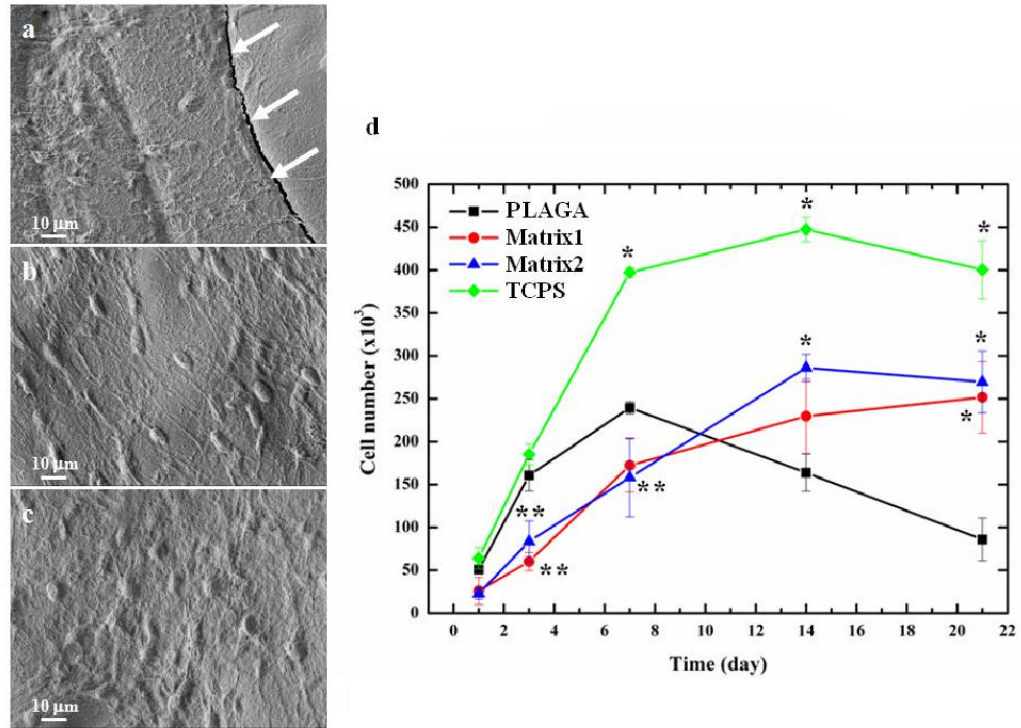 a
10 μm
b
10 μm
c
10 μm
d
PLAGA
Matrix1
Matrix2
TCPS
Cell number (x10³)
500
450
400
350
300
250
200
150
100
50
0
* * *
* *
*
** **
**
0 2 4 6 8 10 12 14 16 18 20 22
Time (day)